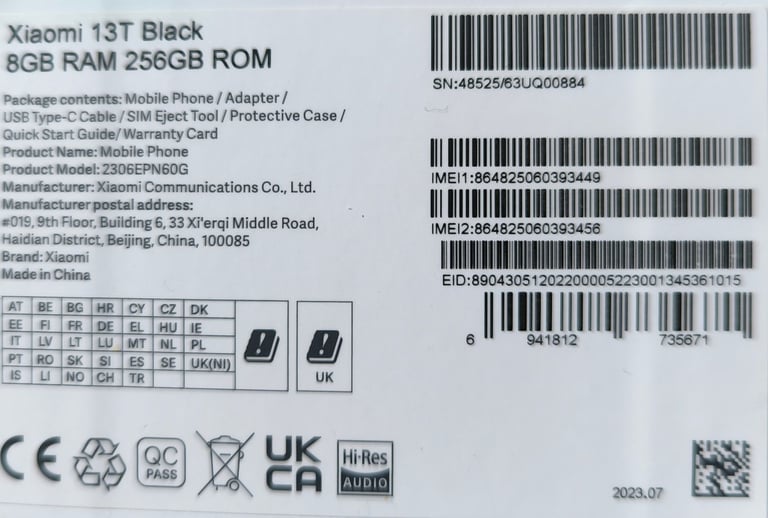 Xiaomi 13T Black
8GB RAM 256GB ROM
Package contents: Mobile Phone / Adapter /
USB Type-C Cable / SIM Eject Tool / Protective Case /
Quick Start Guide/ Warranty Card
Product Name: Mobile Phone
Product Model: 2306EPN60G
Manufacturer: Xiaomi Communications Co., Ltd.
Manufacturer postal address:
#019, 9th Floor, Building 6, 33 Xi'erqi Middle Road,
Haidian District, Beijing, China, 100085
Brand: Xiaomi
Made in China
SN:48525/63UQ00884
IMEI1:864825060393449
IMEI2:864825060393456
EID:89043051202200005223001345361015
6 941812 735671
AT BE BG HR CY CZ DK
EE FI FR DE EL HU IE
IT LV LT LU MT NL PL
PT RO SK SI ES SE UK(NI)
IS LI NO CH TR
UK
CE
QC
PASS
UK
CA
Hi-Res
AUDIO
2023.07